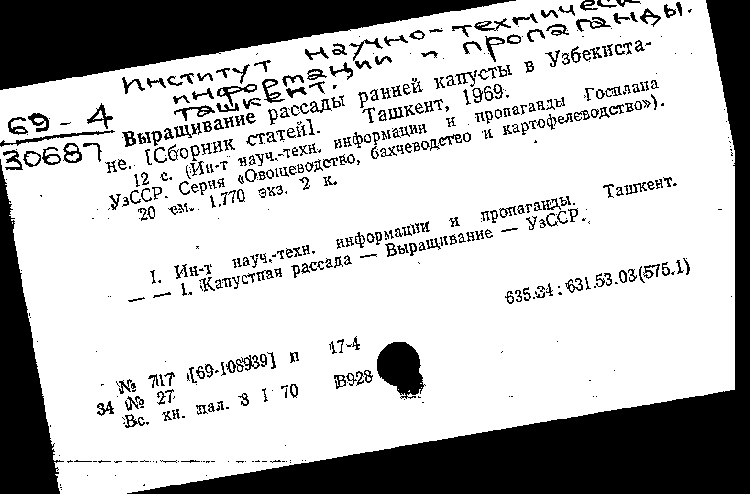 Институт научно-технической
информации и пропаганды.
Ташкент.
69-4
30687
Выращивание рассады ранней капусты в Узбекиста-
не. [Сборник статей]. Ташкент, 1969.
12 с. (Ин-т науч.-техн. информации и пропаганды Госплана
УзССР. Серия «Овощеводство, бахчеводство и картофелеводство»).
20 см. 1.770 экз. 2 к.
I. Ин-т науч.-техн. информации и пропаганды. Ташкент.
— — 1. Капустная рассада — Выращивание — УзССР.
635.34 : 631.53.03(575.1)
№ 717 [69-108939] п 17-4
34 № 27
Вс. кн. пал. 8 I 70 В928